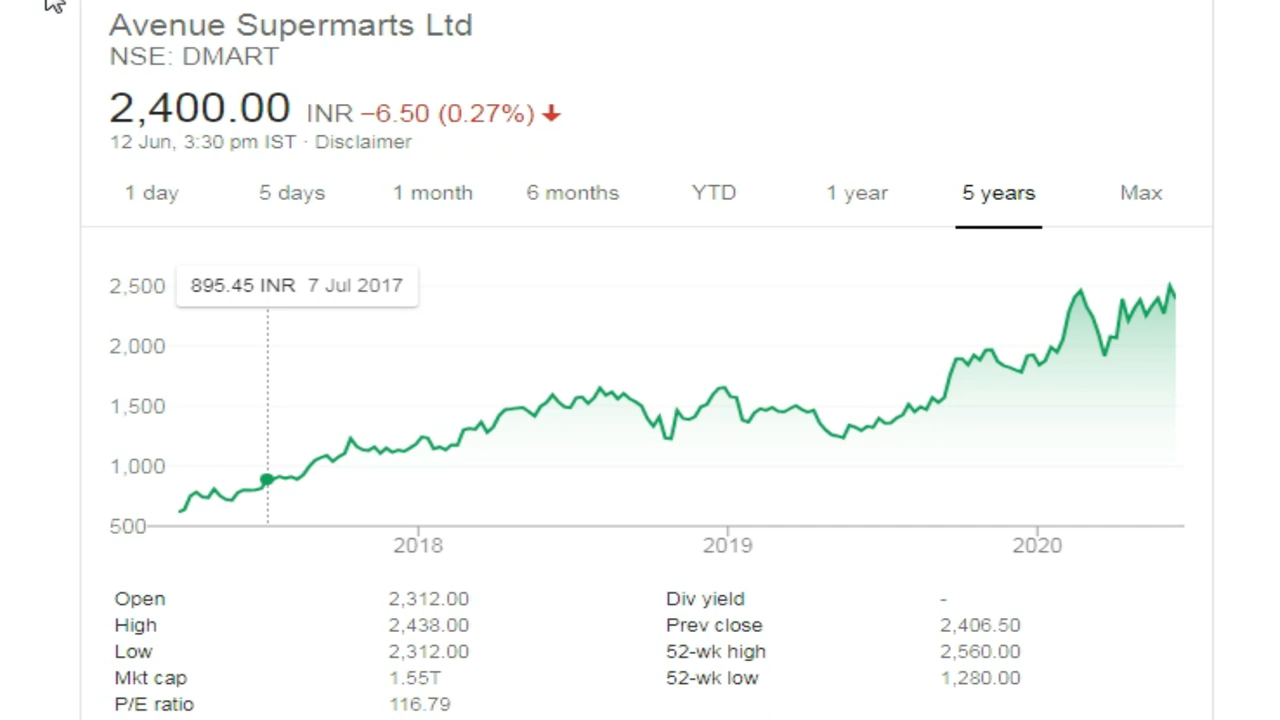 Avenue Supermarts Ltd
NSE: DMART
2,400.00 INR −6.50 (0.27%)
12 Jun, 3:30 pm IST · Disclaimer
1 day 5 days 1 month 6 months YTD 1 year 5 years Max
895.45 INR 7 Jul 2017
2,500
2,000
1,500
1,000
500
2018 2019 2020
Open 2,312.00 Div yield -
High 2,438.00 Prev close 2,406.50
Low 2,312.00 52-wk high 2,560.00
Mkt cap 1.55T 52-wk low 1,280.00
P/E ratio 116.79